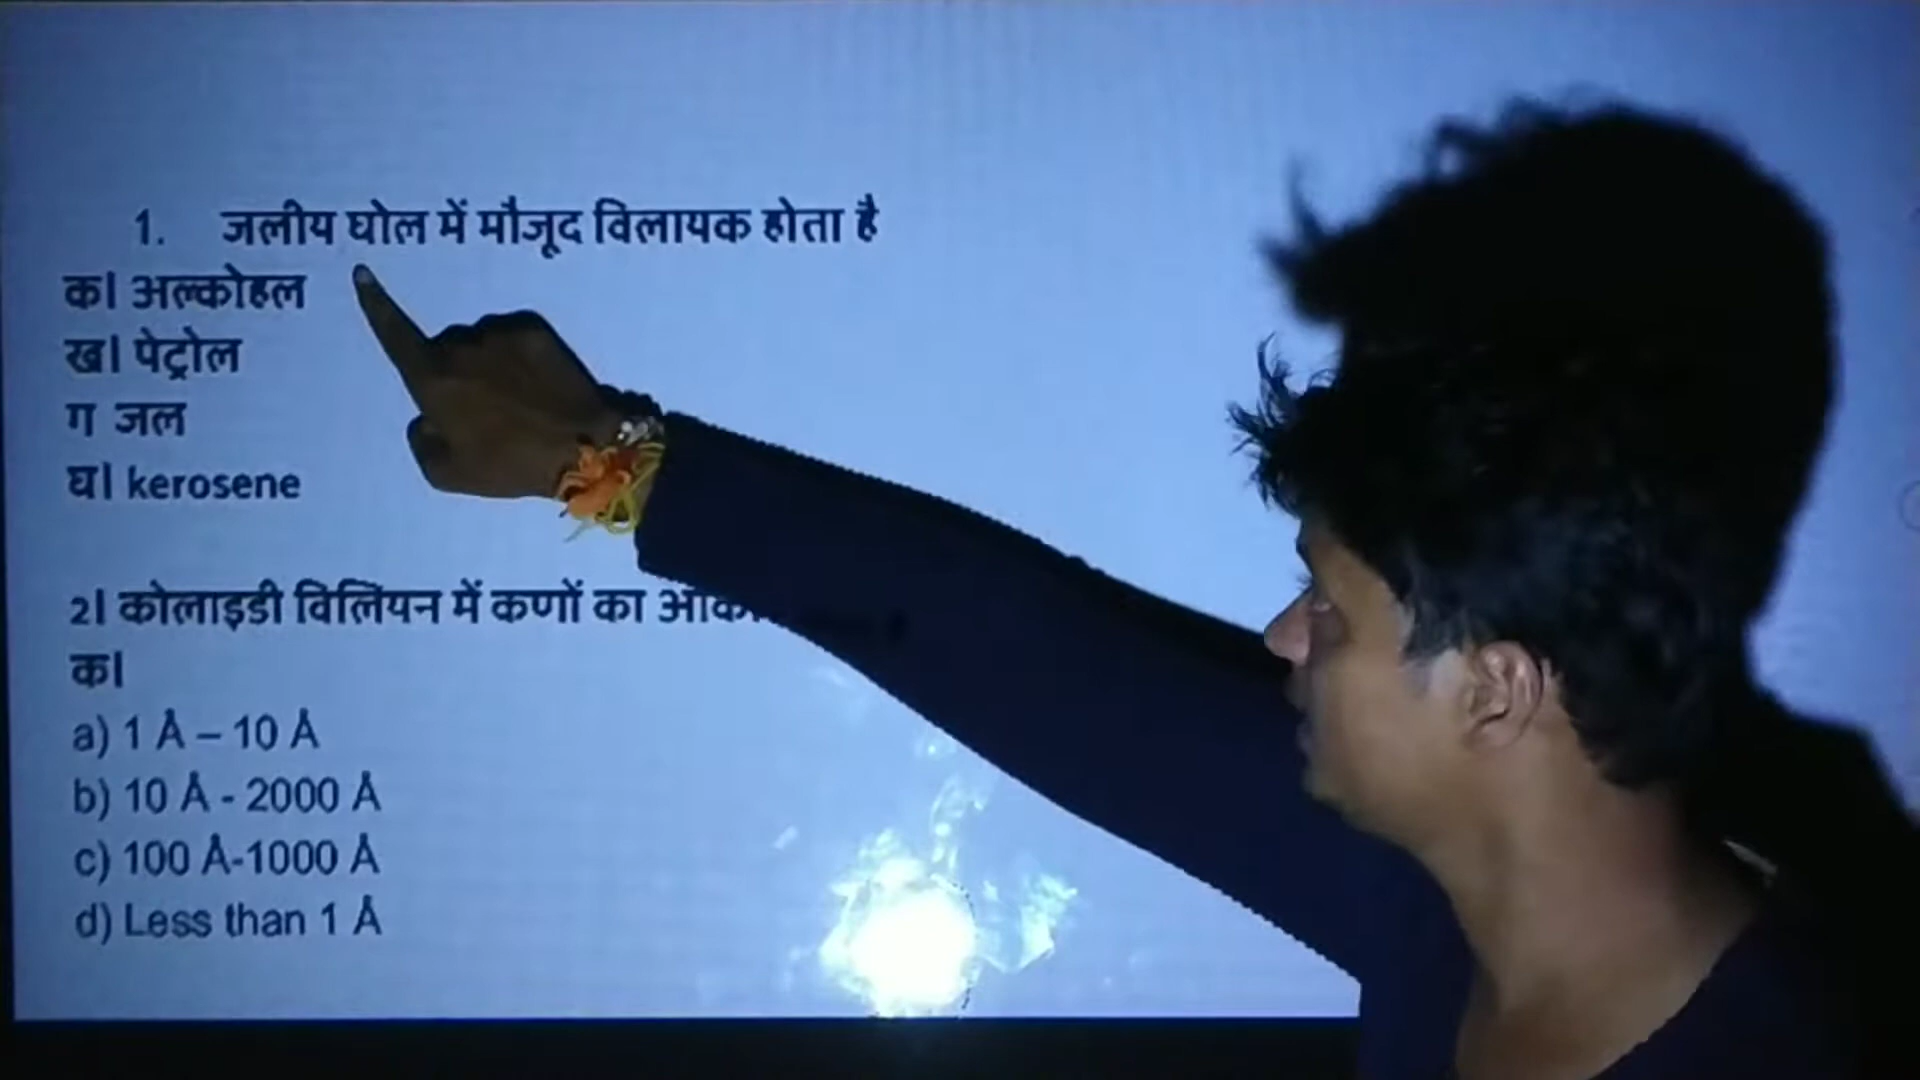 1. जलीय घोल में मौजूद विलायक होता है
क। अल्कोहल
ख। पेट्रोल
ग जल
घ। kerosene
2। कोलाइडी विलियन में कणों का
क।
a) 1 Å – 10 Å
b) 10 Å - 2000 Å
c) 100 Å-1000 Å
d) Less than 1 Å